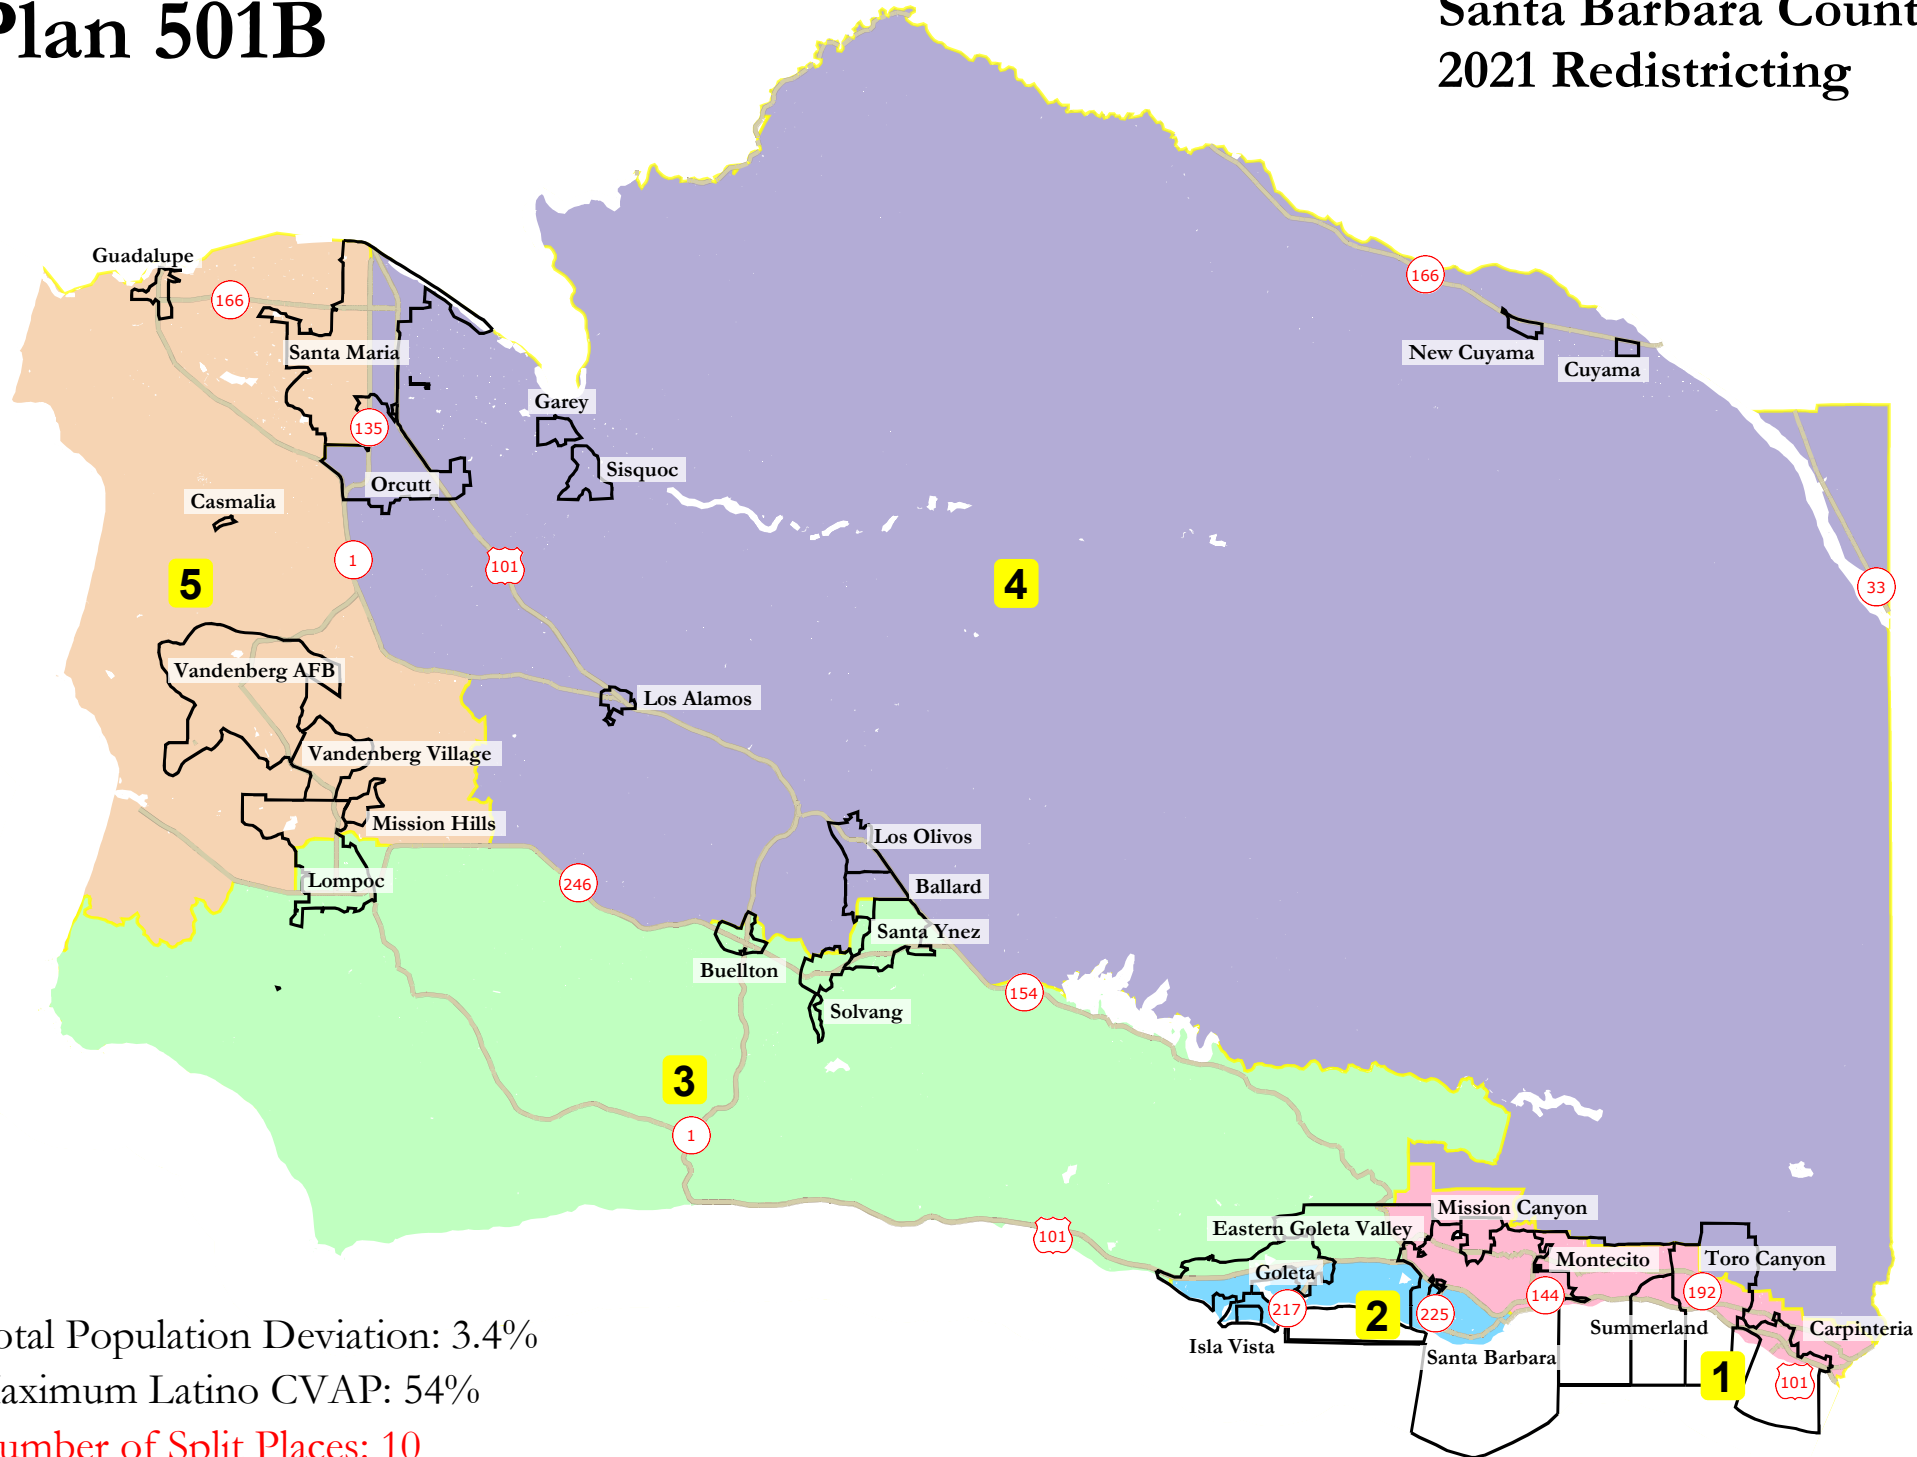 Plan 501B
Santa Barbara Count
2021 Redistricting
Guadalupe
166
166
Santa Maria
New Cuyama
Cuyama
Garey
135
Sisquoc
Orcutt
Casmalia
1
101
5
4
33
Vandenberg AFB
Los Alamos
Vandenberg Village
Mission Hills
Los Olivos
Lompoc
246
Ballard
Santa Ynez
Buellton
154
Solvang
3
1
Mission Canyon
Eastern Goleta Valley
101
Montecito
Toro Canyon
Goleta
217
2
225
144
192
Summerland
Carpinteria
Isla Vista
Santa Barbara
1
101
otal Population Deviation: 3.4%
aximum Latino CVAP: 54%
umber of Split Places: 10